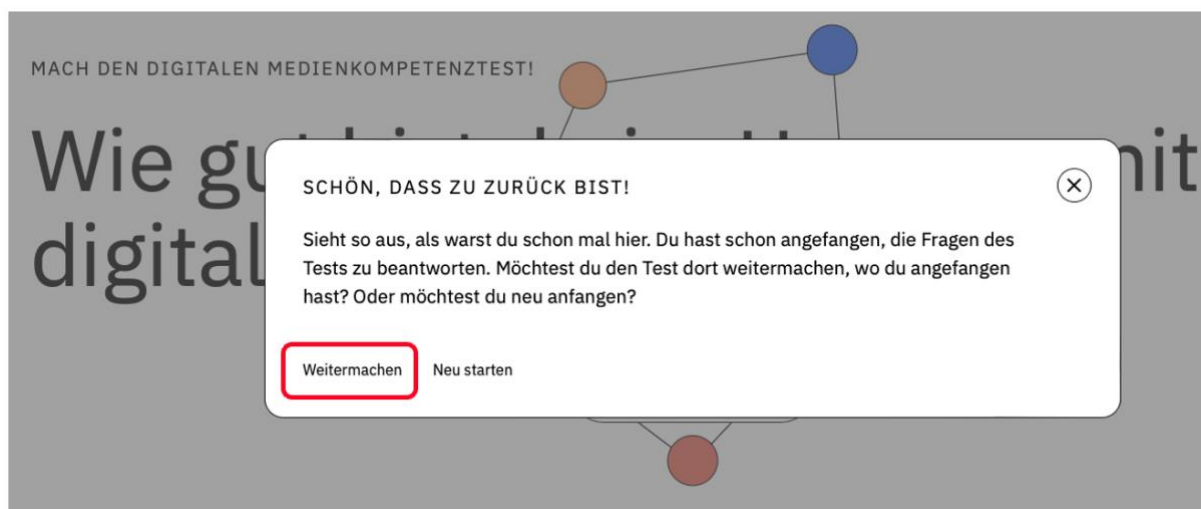 MACH DEN DIGITALEN MEDIENKOMPETENZTEST!
Wie
digital
SCHÖN, DASS ZU ZURÜCK BIST!
Sieht so aus, als warst du schon mal hier. Du hast schon angefangen, die Fragen des
Tests zu beantworten. Möchtest du den Test dort weitermachen, wo du angefangen
hast? Oder möchtest du neu anfangen?
Weitermachen Neu starten